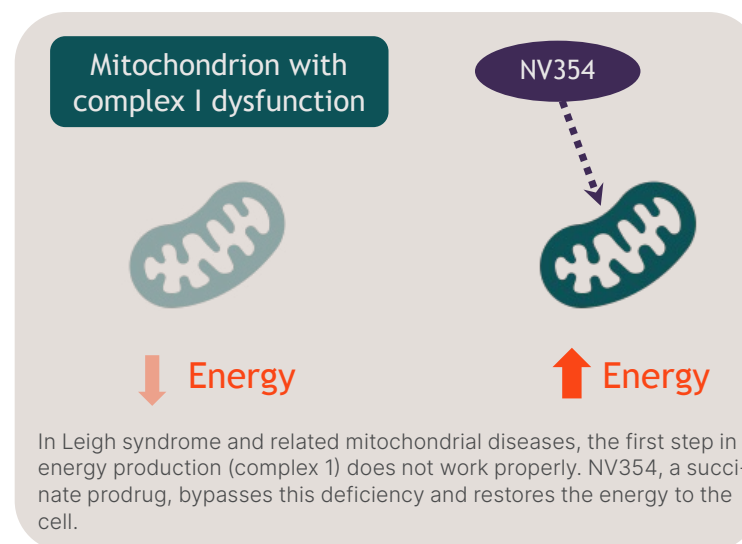 Mitochondrion with
complex I dysfunction
NV354
Energy
Energy
In Leigh syndrome and related mitochondrial diseases, the first step in
energy production (complex 1) does not work properly. NV354, a succi-
nate prodrug, bypasses this deficiency and restores the energy to the
cell.